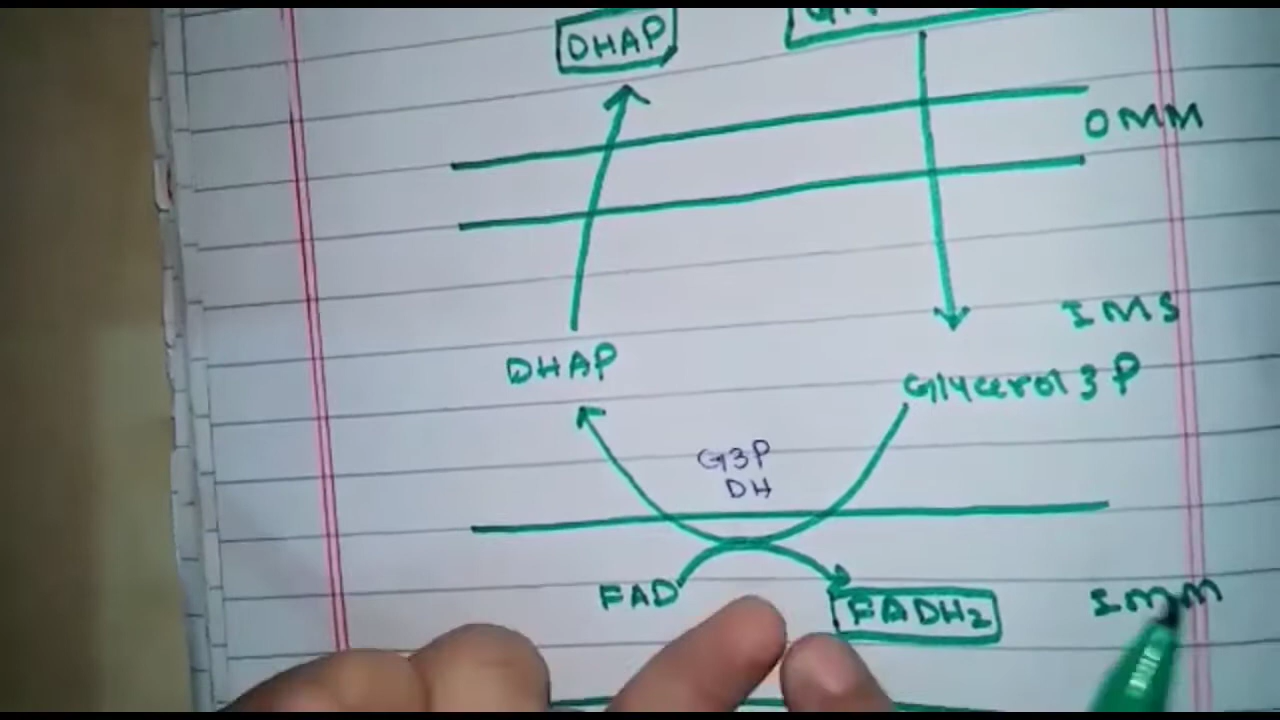 DHAP
OMM
IMS
DHAP
Glycerol 3 P
G3P
DH
FAD
FADH2
IMM